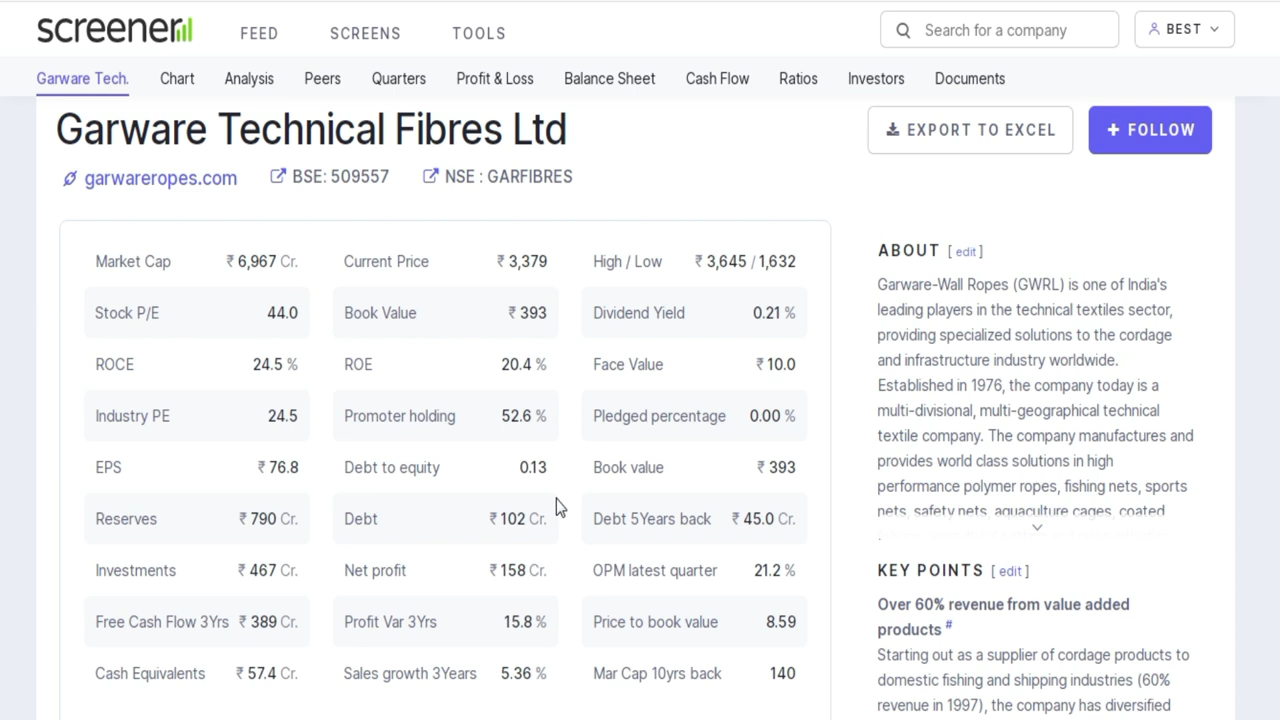 screener
FEED
SCREENS
TOOLS
Search for a company
BEST
Garware Tech.
Chart
Analysis
Peers
Quarters
Profit & Loss
Balance Sheet
Cash Flow
Ratios
Investors
Documents
Garware Technical Fibres Ltd
EXPORT TO EXCEL
+ FOLLOW
garwareropes.com
BSE: 509557
NSE : GARFIBRES
Market Cap ₹ 6,967 Cr.
Current Price ₹ 3,379
High / Low ₹ 3,645 / 1,632
Stock P/E 44.0
Book Value ₹ 393
Dividend Yield 0.21 %
ROCE 24.5 %
ROE 20.4 %
Face Value ₹ 10.0
Industry PE 24.5
Promoter holding 52.6 %
Pledged percentage 0.00 %
EPS ₹ 76.8
Debt to equity 0.13
Book value ₹ 393
Reserves ₹ 790 Cr.
Debt ₹ 102 Cr.
Debt 5Years back ₹ 45.0 Cr.
Investments ₹ 467 Cr.
Net profit ₹ 158 Cr.
OPM latest quarter 21.2 %
Free Cash Flow 3Yrs ₹ 389 Cr.
Profit Var 3Yrs 15.8 %
Price to book value 8.59
Cash Equivalents ₹ 57.4 Cr.
Sales growth 3Years 5.36 %
Mar Cap 10yrs back 140
ABOUT [ edit ]
Garware-Wall Ropes (GWRL) is one of India's
leading players in the technical textiles sector,
providing specialized solutions to the cordage
and infrastructure industry worldwide.
Established in 1976, the company today is a
multi-divisional, multi-geographical technical
textile company. The company manufactures and
provides world class solutions in high
performance polymer ropes, fishing nets, sports
nets, safety nets, aquaculture cages, coated
KEY POINTS [ edit ]
Over 60% revenue from value added
products #
Starting out as a supplier of cordage products to
domestic fishing and shipping industries (60%
revenue in 1997), the company has diversified